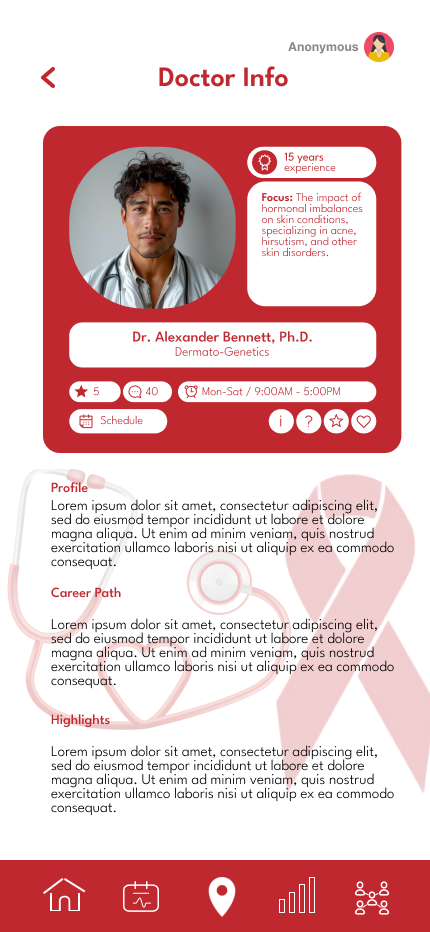 Anonymous
Doctor Info
15 years
experience
Focus: The impact of
hormonal imbalances
on skin conditions,
specializing in acne,
hirsutism, and other
skin disorders.
Dr. Alexander Bennett, Ph.D.
Dermato-Genetics
5
40
Mon-Sat / 9:00AM - 5:00PM
Schedule
i
?
Profile
Lorem ipsum dolor sit amet, consectetur adipiscing elit,
sed do eiusmod tempor incididunt ut labore et dolore
magna aliqua. Ut enim ad minim veniam, quis nostrud
exercitation ullamco laboris nisi ut aliquip ex ea commodo
consequat.
Career Path
Lorem ipsum dolor sit amet, consectetur adipiscing elit,
sed do eiusmod tempor incididunt ut labore et dolore
magna aliqua. Ut enim ad minim veniam, quis nostrud
exercitation ullamco laboris nisi ut aliquip ex ea commodo
consequat.
Highlights
Lorem ipsum dolor sit amet, consectetur adipiscing elit,
sed do eiusmod tempor incididunt ut labore et dolore
magna aliqua. Ut enim ad minim veniam, quis nostrud
exercitation ullamco laboris nisi ut aliquip ex ea commodo
consequat.